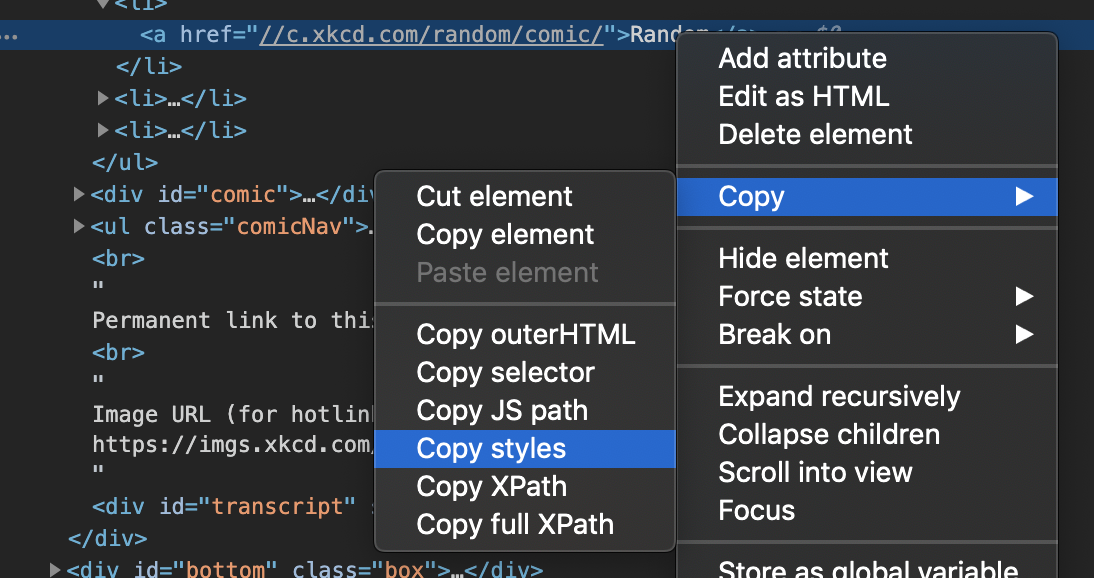 <li>
<a href="//c.xkcd.com/random/comic/">Random</a> $0
</li>
<li>…</li>
<li>…</li>
</ul>
<div id="comic">…</div
<ul class="comicNav">…
<br>
"
Permanent link to this
<br>
"
Image URL (for hotlink
https://imgs.xkcd.com/
"
<div id="transcript"
</div>
<div id="bottom" class="box">…</div>
Cut element
Copy element
Paste element
Copy outerHTML
Copy selector
Copy JS path
Copy styles
Copy XPath
Copy full XPath
Add attribute
Edit as HTML
Delete element
Copy
Hide element
Force state
Break on
Expand recursively
Collapse children
Scroll into view
Focus
Store as global variable